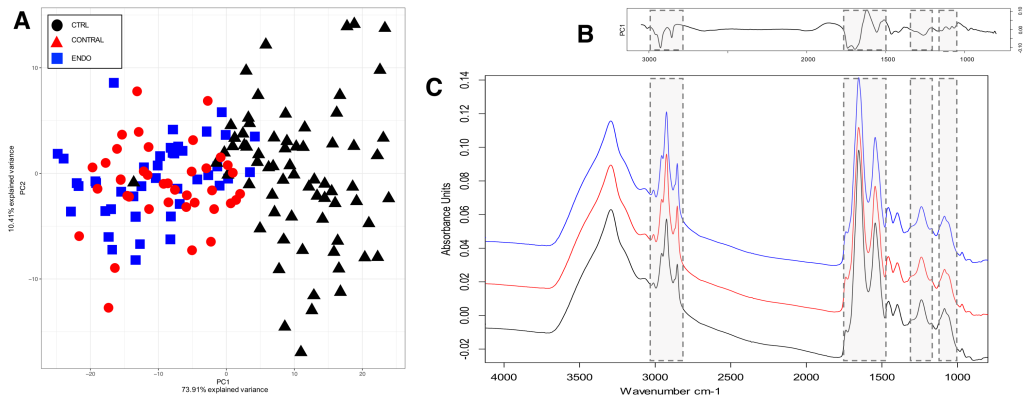 A
CTRL
CONTRAL
ENDO
10
0
−10
PC2
10.41% explained variance
−20
−10
0
10
20
PC1
73.91% explained variance
B
PC1
0.10
0.00
-0.10
3000
2000
1500
1000
C
0.14
0.12
0.10
0.08
0.06
0.04
0.02
0.00
-0.02
Absorbance Units
4000
3500
3000
2500
2000
1500
1000
Wavenumber cm-1